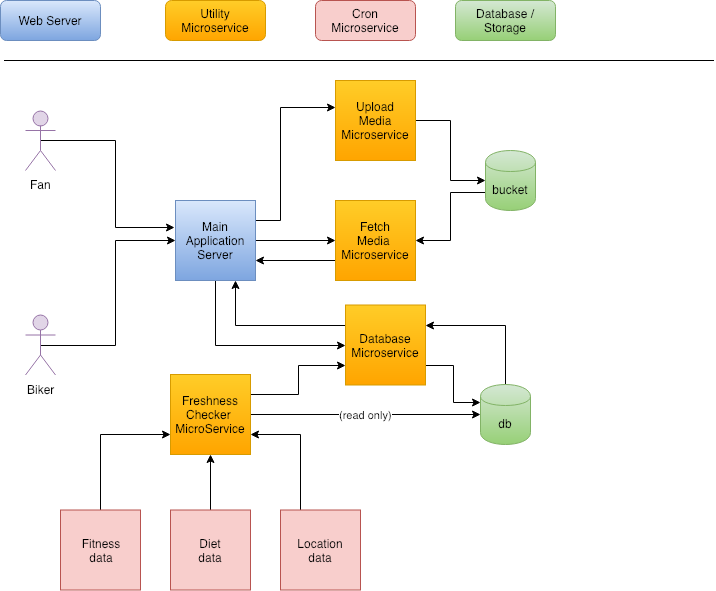 Web Server
Utility
Microservice
Cron
Microservice
Database /
Storage
Fan
Upload
Media
Microservice
bucket
Main
Application
Server
Fetch
Media
Microservice
Biker
Database
Microservice
Freshness
Checker
MicroService
(read only)
db
Fitness
data
Diet
data
Location
data